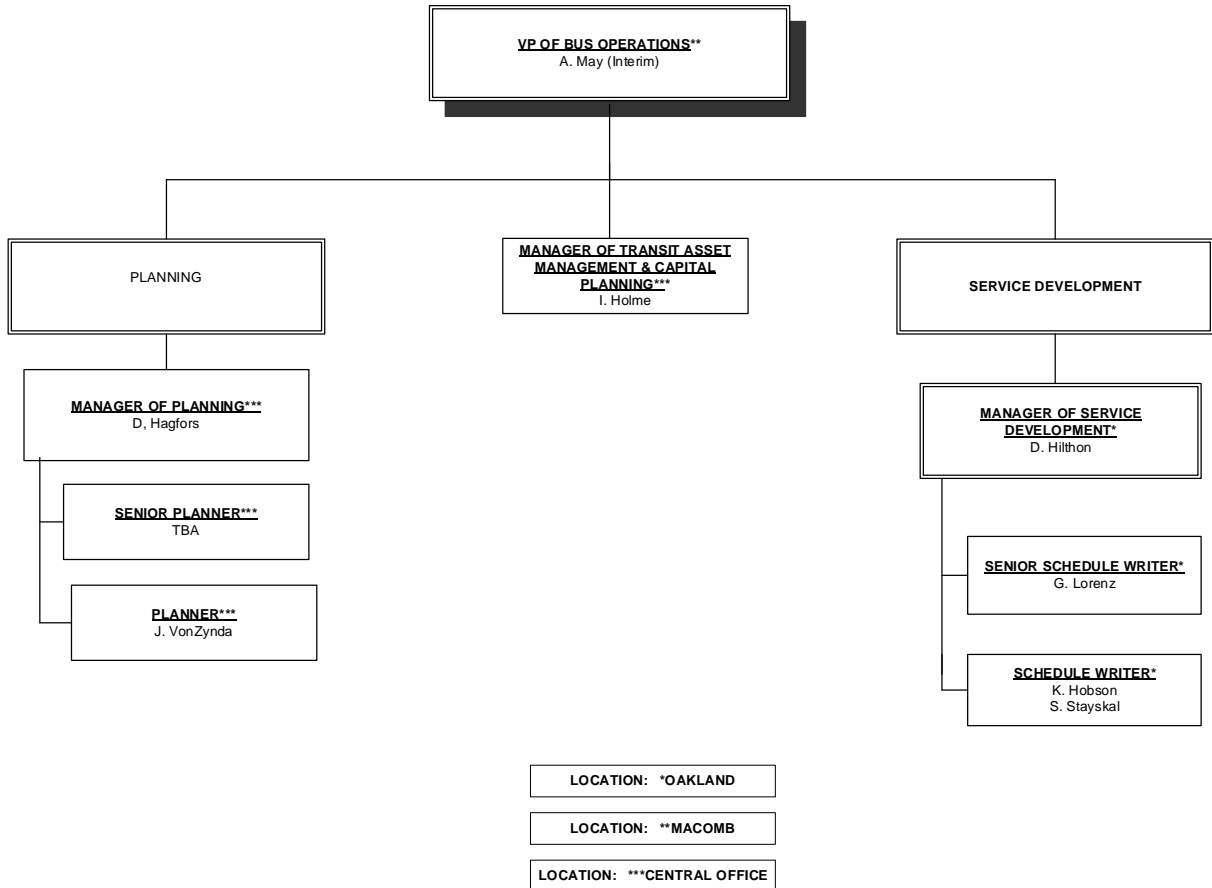 VP OF BUS OPERATIONS**
A. May (Interim)
PLANNING
MANAGER OF TRANSIT ASSET
MANAGEMENT & CAPITAL
PLANNING***
I. Holme
SERVICE DEVELOPMENT
MANAGER OF PLANNING***
D, Hagfors
SENIOR PLANNER***
TBA
PLANNER***
J. VonZynda
MANAGER OF SERVICE
DEVELOPMENT*
D. Hilthon
SENIOR SCHEDULE WRITER*
G. Lorenz
SCHEDULE WRITER*
K. Hobson
S. Stayskal
LOCATION: *OAKLAND
LOCATION: **MACOMB
LOCATION: ***CENTRAL OFFICE